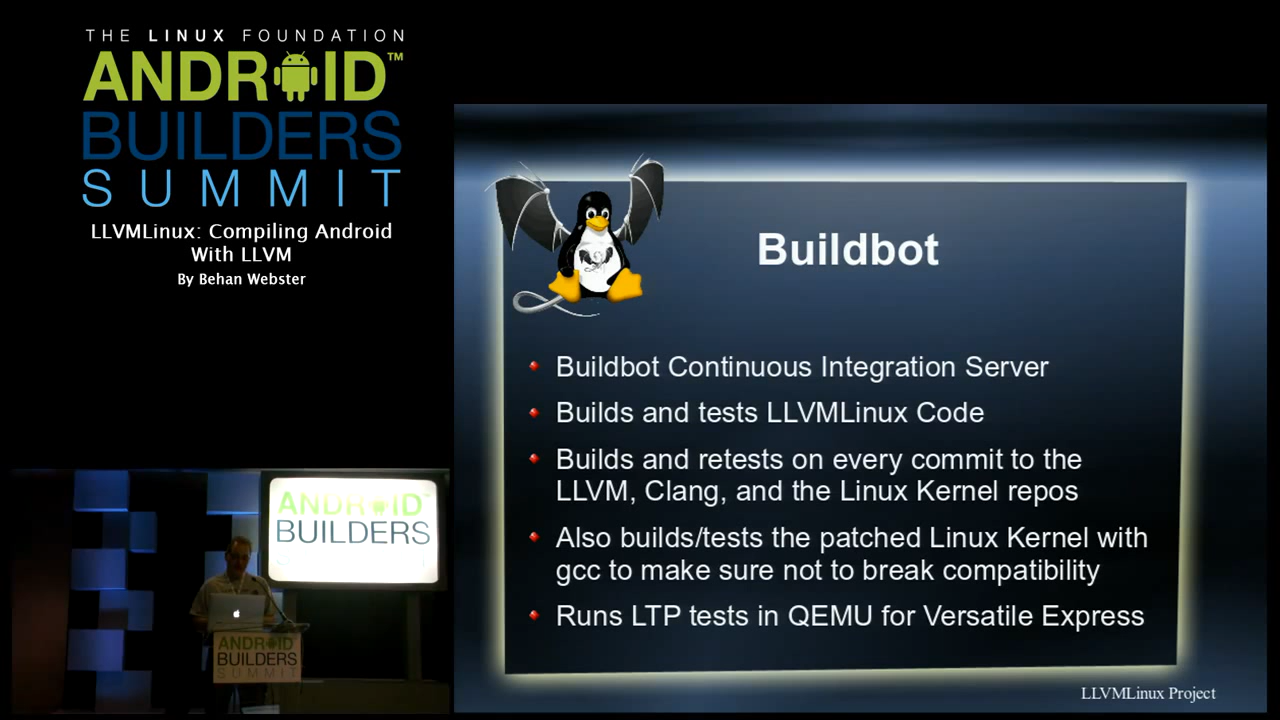 THE LINUX FOUNDATION
ANDROID™
BUILDERS
SUMMIT
LLVMLinux: Compiling Android
With LLVM
By Behan Webster
Buildbot
Buildbot Continuous Integration Server
Builds and tests LLVMLinux Code
Builds and retests on every commit to the
LLVM, Clang, and the Linux Kernel repos
Also builds/tests the patched Linux Kernel with
gcc to make sure not to break compatibility
Runs LTP tests in QEMU for Versatile Express
LLVMLinux Project
ANDROID
BUILDERS
ANDROID
BUILDERS
SUMMIT